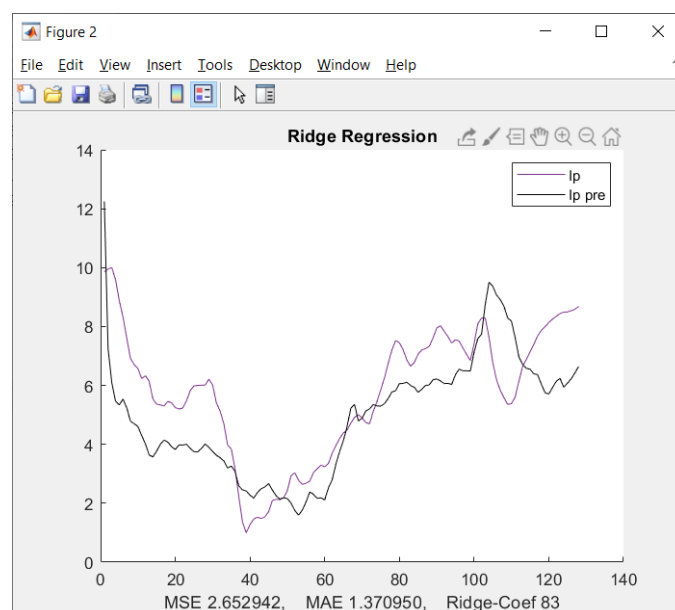 Figure 2
File Edit View Insert Tools Desktop Window Help
Ridge Regression
14
12
10
8
6
4
2
0
Ip
Ip pre
0 20 40 60 80 100 120 140
MSE 2.652942, MAE 1.370950, Ridge-Coef 83